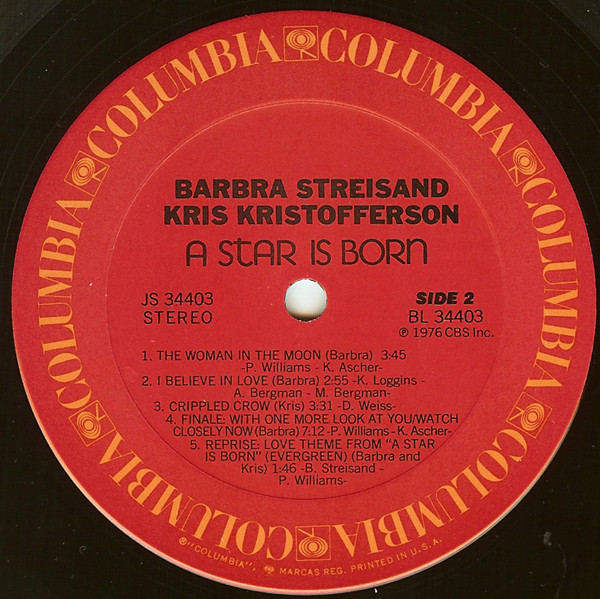 COLUMBIA COLUMBIA COLUMBIA COLUMBIA COLUMBIA COLUMBIA
BARBRA STREISAND
KRIS KRISTOFFERSON
A STAR IS BORN
JS 34403
STEREO
SIDE 2
BL 34403
Ⓟ 1976 CBS Inc.
1. THE WOMAN IN THE MOON (Barbra) 3:45
-P. Williams - K. Ascher-
2. I BELIEVE IN LOVE (Barbra) 2:55 -K. Loggins -
A. Bergman - M. Bergman-
3. CRIPPLED CROW (Kris) 3:31 -D. Weiss-
4. FINALE: WITH ONE MORE LOOK AT YOU/WATCH
CLOSELY NOW (Barbra) 7:12 -P. Williams - K. Ascher-
5. REPRISE: LOVE THEME FROM "A STAR
IS BORN" (EVERGREEN) (Barbra and
Kris) 1:46 -B. Streisand -
P. Williams-
®"COLUMBIA", MARCAS REG. PRINTED IN U.S.A.